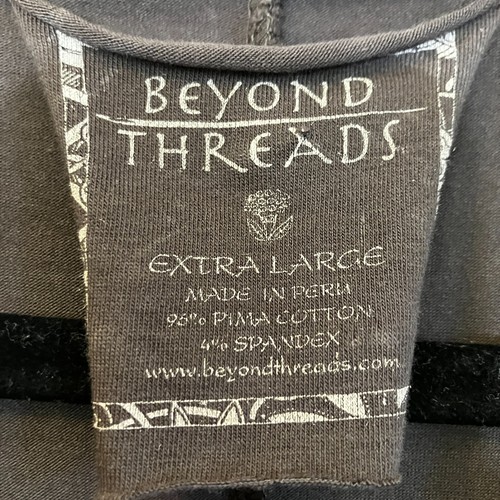 BEYOND
THREADS
EXTRA LARGE
MADE IN PERU
96% PIMA COTTON
4% SPANDEX
www.beyondthreads.com